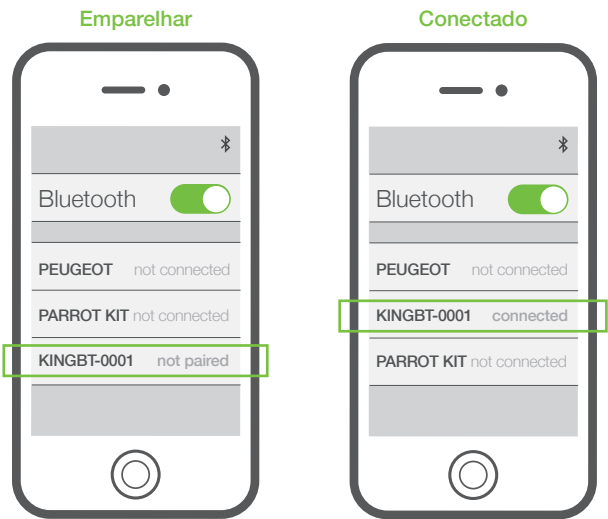 Emparelhar
Bluetooth
PEUGEOT not connected
PARROT KIT not connected
KINGBT-0001 not paired
Conectado
Bluetooth
PEUGEOT not connected
KINGBT-0001 connected
PARROT KIT not connected